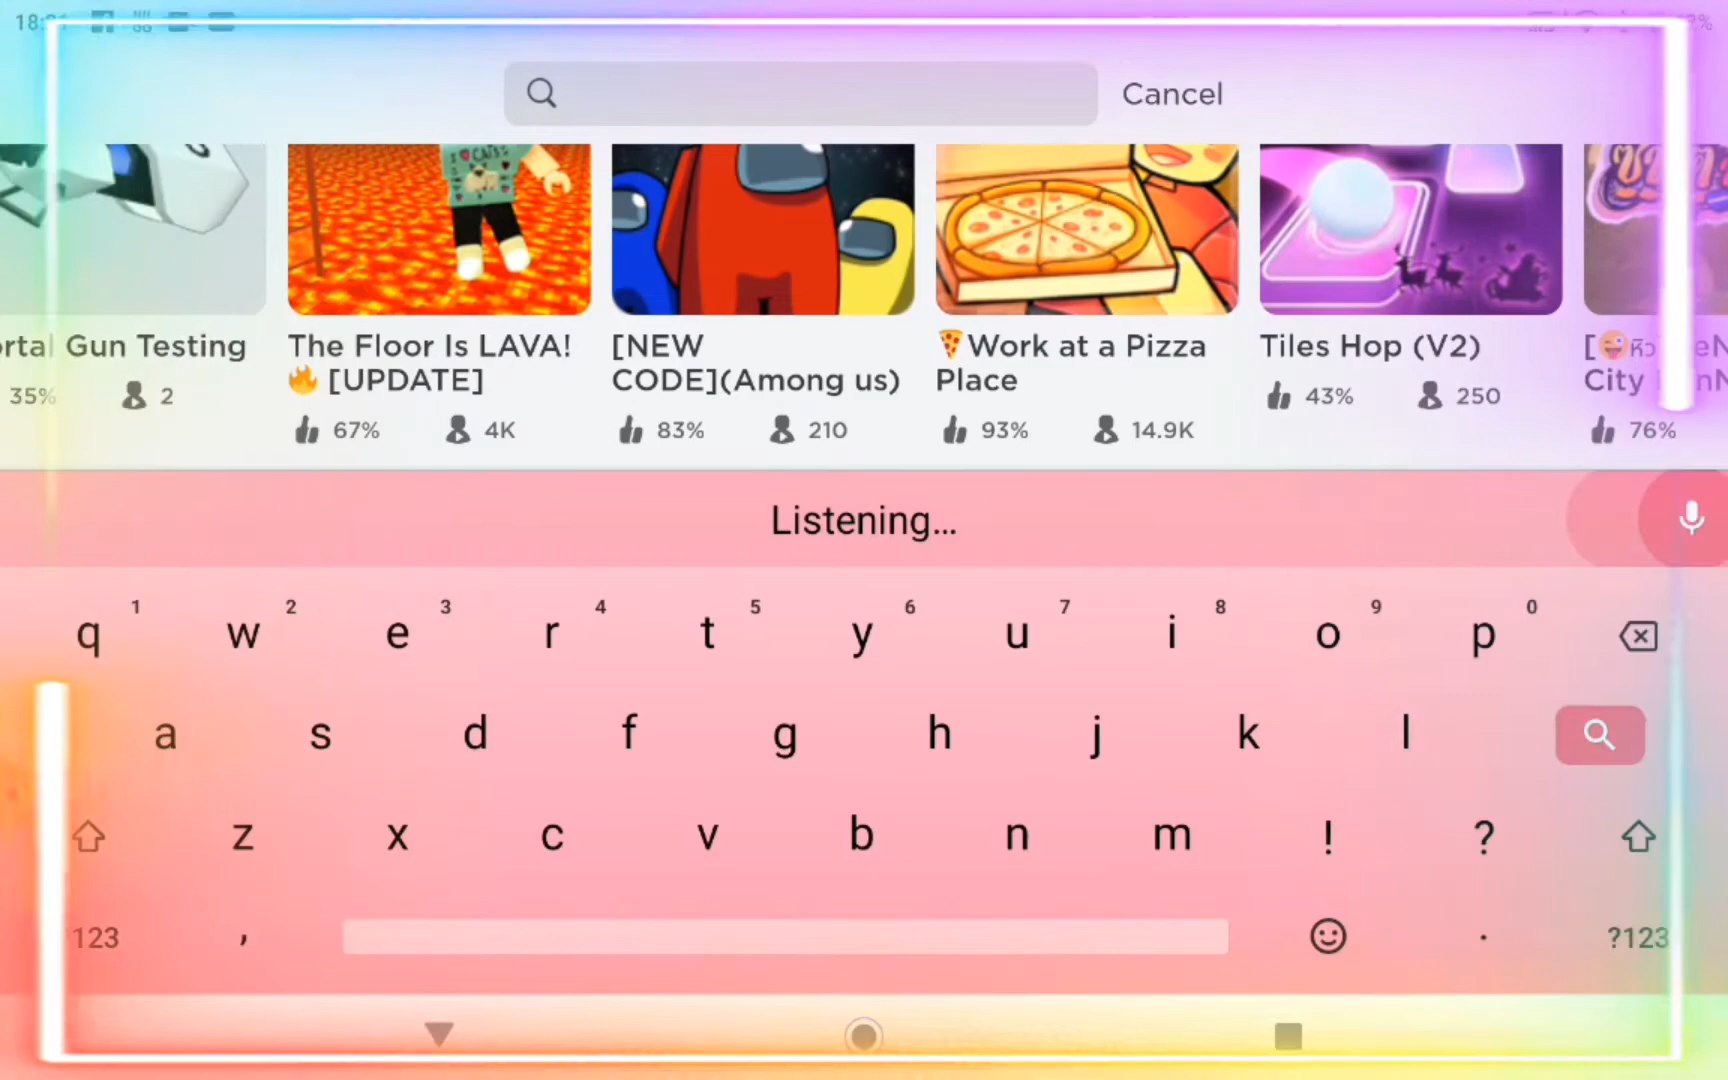 Cancel
I CATS
Gun Testing
35%
2
The Floor Is LAVA!
🔥 [UPDATE]
67%
4K
[NEW
CODE](Among us)
83%
210
🍕Work at a Pizza
Place
93%
14.9K
Tiles Hop (V2)
43%
250
City
76%
Listening...
1 2 3 4 5 6 7 8 9 0
q w e r t y u i o p
a s d f g h j k l
z x c v b n m ! ?
123 , . ?123